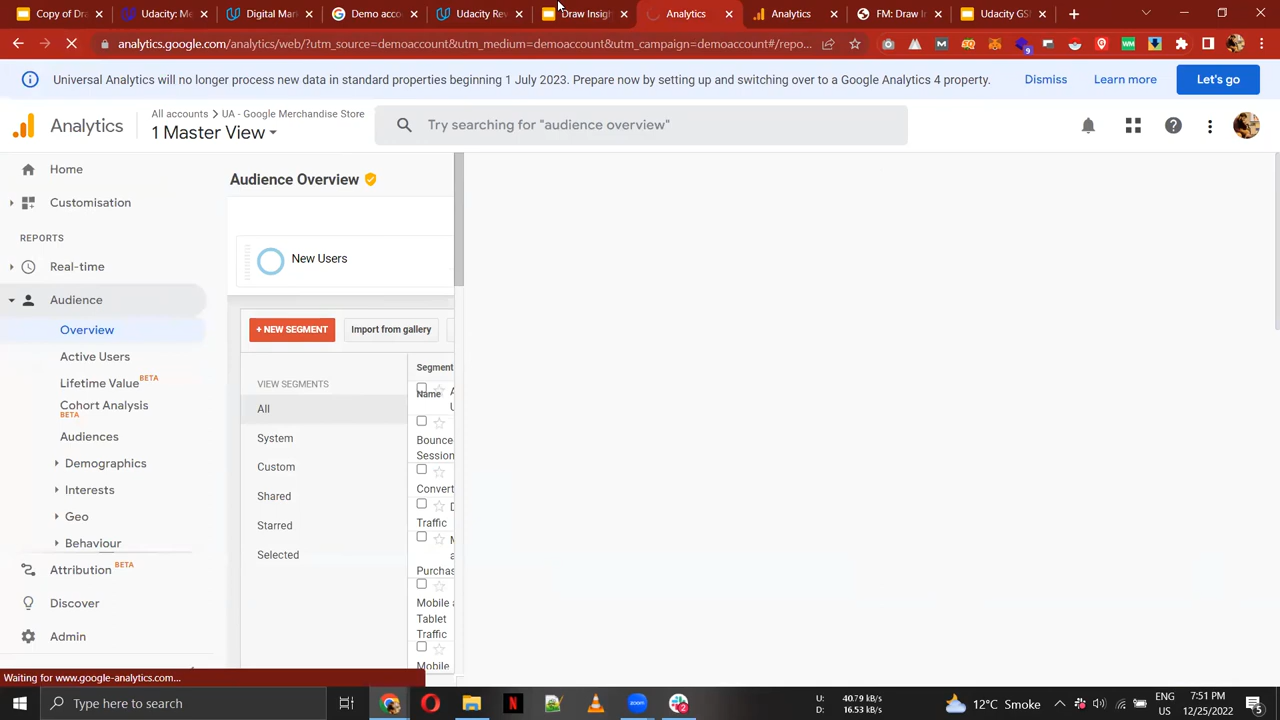 Copy of Dra
Udacity: Me
Digital Mark
Demo acco
Udacity Rev
Draw Insigh
Analytics
Analytics
FM: Draw In
Udacity GSI
analytics.google.com/analytics/web/?utm_source=demoaccount&utm_medium=demoaccount&utm_campaign=demoaccount#/repo...
Universal Analytics will no longer process new data in standard properties beginning 1 July 2023. Prepare now by setting up and switching over to a Google Analytics 4 property.
Dismiss
Learn more
Let's go
Analytics
All accounts > UA - Google Merchandise Store
1 Master View
Try searching for "audience overview"
Home
Customisation
REPORTS
Real-time
Audience
Overview
Active Users
Lifetime Value BETA
Cohort Analysis
BETA
Audiences
Demographics
Interests
Geo
Behaviour
Attribution BETA
Discover
Admin
Audience Overview
New Users
+ NEW SEGMENT
Import from gallery
VIEW SEGMENTS
All
System
Custom
Shared
Starred
Selected
Segment
Name
Bounce
Session
Convert
Traffic
Purchas
Mobile a
Tablet
Traffic
Mobile
Waiting for www.google-analytics.com...
Type here to search
U: 40.79 kB/s
D: 16.53 kB/s
12°C Smoke
ENG
US
7:51 PM
12/25/2022